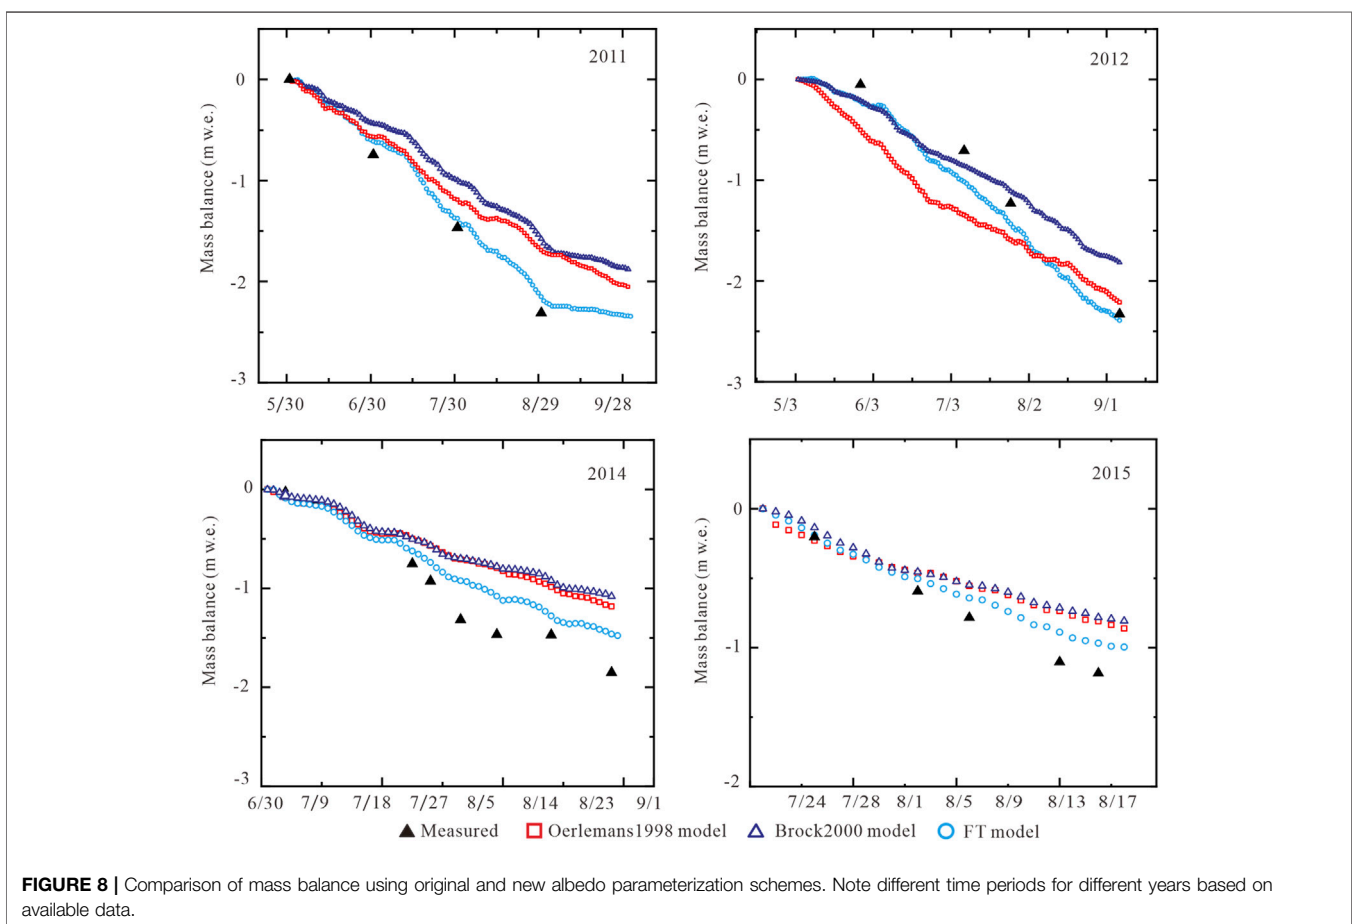 2011
0
-1
-2
-3
Mass balance (m w.e.)
5/30 6/30 7/30 8/29 9/28
2012
0
-1
-2
-3
Mass balance (m w.e.)
5/3 6/3 7/3 8/2 9/1
2014
0
-1
-2
-3
Mass balance (m w.e.)
6/30 7/9 7/18 7/27 8/5 8/14 8/23 9/1
2015
0
-1
-2
Mass balance (m w.e.)
7/24 7/28 8/1 8/5 8/9 8/13 8/17
Measured Oerlemans1998 model Brock2000 model FT model
FIGURE 8 | Comparison of mass balance using original and new albedo parameterization schemes. Note different time periods for different years based on
available data.